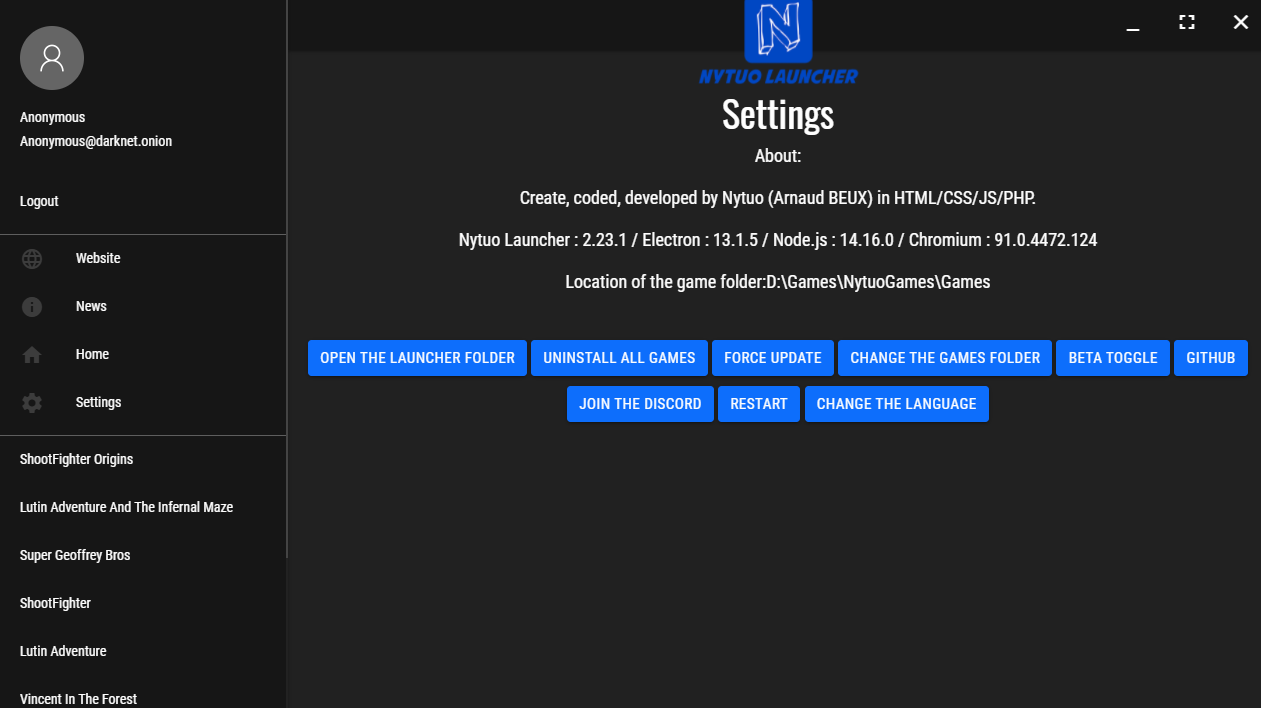 Anonymous
Anonymous@darknet.onion
Logout
Website
News
Home
Settings
ShootFighter Origins
Lutin Adventure And The Infernal Maze
Super Geoffrey Bros
ShootFighter
Lutin Adventure
Vincent In The Forest
N
NYTUO LAUNCHER
Settings
About:
Create, coded, developed by Nytuo (Arnaud BEUX) in HTML/CSS/JS/PHP.
Nytuo Launcher : 2.23.1 / Electron : 13.1.5 / Node.js : 14.16.0 / Chromium : 91.0.4472.124
Location of the game folder:D:\Games\NytuoGames\Games
OPEN THE LAUNCHER FOLDER UNINSTALL ALL GAMES FORCE UPDATE CHANGE THE GAMES FOLDER BETA TOGGLE GITHUB
JOIN THE DISCORD RESTART CHANGE THE LANGUAGE